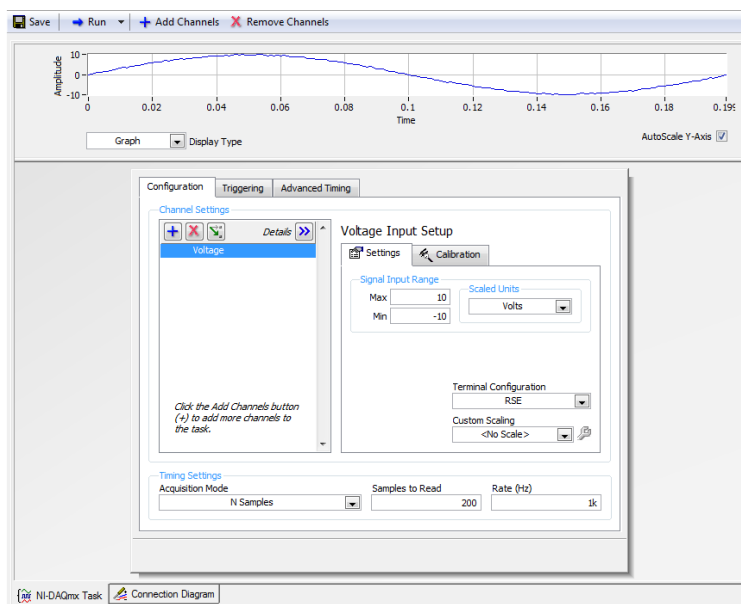 Save Run Add Channels Remove Channels
10
0
-10
Amplitude
0 0.02 0.04 0.06 0.08 0.1 0.12 0.14 0.16 0.18 0.199
Time
Graph Display Type AutoScale Y-Axis
Configuration Triggering Advanced Timing
Channel Settings
Details
Voltage
Click the Add Channels button
(+) to add more channels to
the task.
Voltage Input Setup
Settings Calibration
Signal Input Range
Max 10
Min -10
Scaled Units
Volts
Terminal Configuration
RSE
Custom Scaling
<No Scale>
Timing Settings
Acquisition Mode Samples to Read Rate (Hz)
N Samples 200 1k
NI-DAQmx Task Connection Diagram